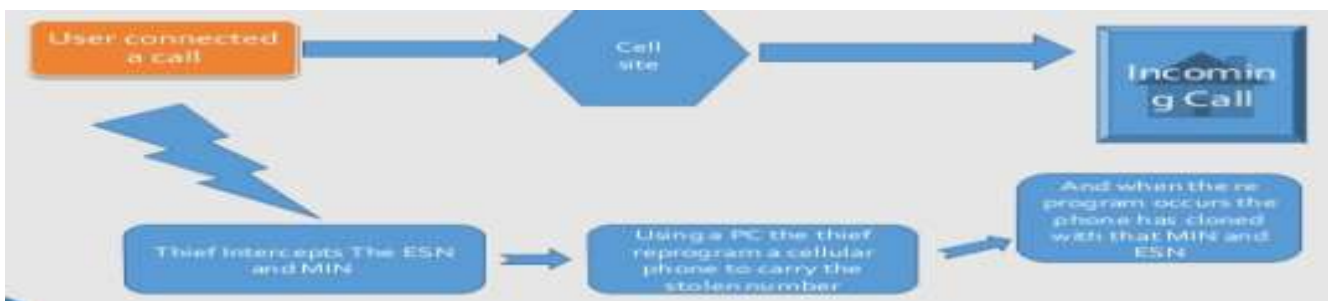 User connected
a call
Cell
site
Incomin
g Call
Thief Intercepts The ESN
and MIN
Using a PC the thief
reprogram a cellular
phone to carry the
stolen number
And when the re
program occurs the
phone has cloned
with that MIN and
ESN